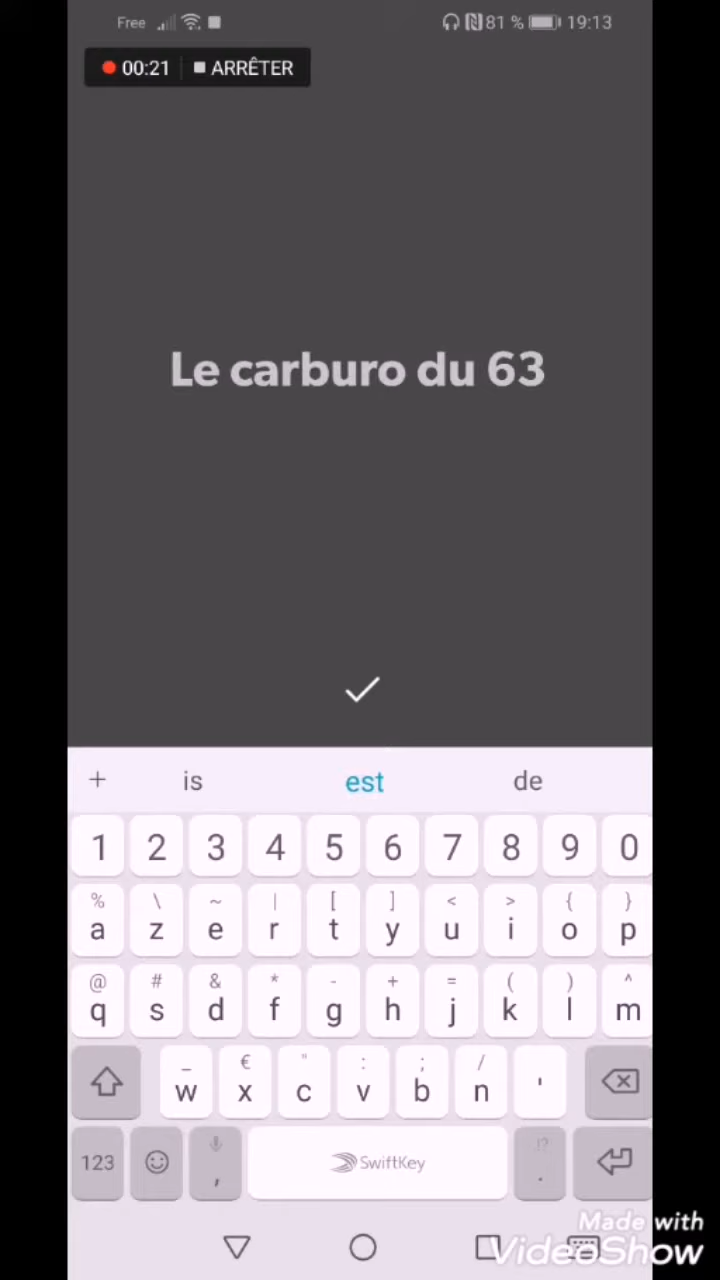 Free 81 % 19:13
00:21 ARRÊTER
Le carburo du 63
+ is est de
1 2 3 4 5 6 7 8 9 0
% \ ~ | [ ] < > { }
a z e r t y u i o p
@ # & * - + = ( ) ^
q s d f g h j k l m
_ € " : ; /
w x c v b n '
!?
123 , SwiftKey .
Made with
VideoShow